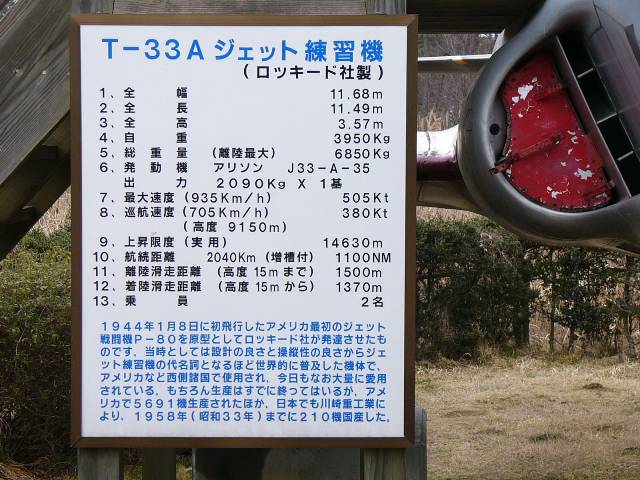 T-33A ジェット練習機
(ロッキード社製)
1、全幅 11.68m
2、全長 11.49m
3、全高 3.57m
4、自重 3950Kg
5、総重量 (離陸最大) 6850Kg
6、発動機 アリソン J33-A-35
出力 2090Kg X 1基
7、最大速度(935Km/h) 505Kt
8、巡航速度(705Km/h) 380Kt
(高度 9150m)
9、上昇限度(実用) 14630m
10、航続距離 2040Km(増槽付) 1100NM
11、離陸滑走距離 (高度15mまで) 1500m
12、着陸滑走距離 (高度15mから) 1370m
13、乗員 2名
1944年1月8日に初飛行したアメリカ最初のジェット
戦闘機P-80を原型としてロッキード社が発達させたも
のです。当時としては設計の良さと操縦性の良さからジェ
ット練習機の代名詞となるほど世界的に普及した機体で、
アメリカなど西側諸国で使用され、今日もなお大量に愛用
されている。もちろん生産は終ってはいるが、アメ
リカで5691機生産されたほか、日本でも川崎重工業に
より、1958年(昭和33年)までに210機国産した。